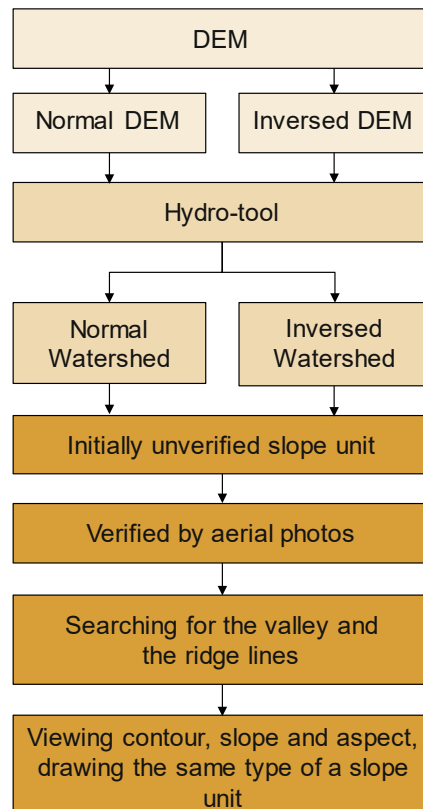 DEM
Normal DEM
Inversed DEM
Hydro-tool
Normal
Watershed
Inversed
Watershed
Initially unverified slope unit
Verified by aerial photos
Searching for the valley and
the ridge lines
Viewing contour, slope and aspect,
drawing the same type of a slope
unit